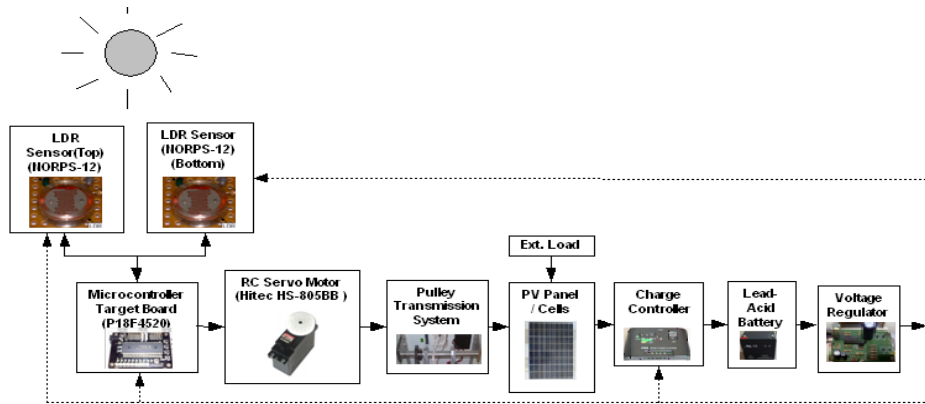 LDR
Sensor(Top)
(NORPS-12)
LDR Sensor
(NORPS-12)
(Bottom)
Ext. Load
Microcontroller
Target Board
(P18F4520)
RC Servo Motor
(Hitec HS-805BB )
Pulley
Transmission
System
PV Panel
/ Cells
Charge
Controller
Lead-
Acid
Battery
Voltage
Regulator